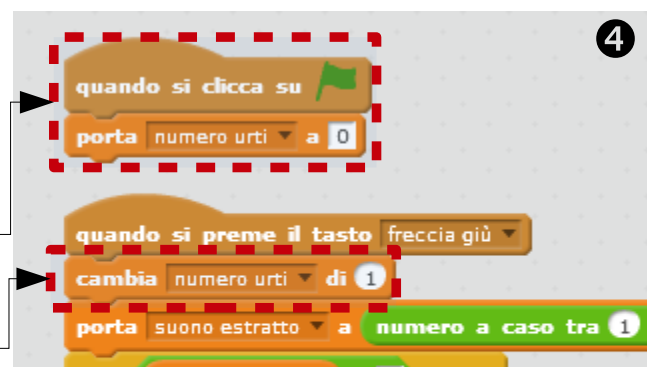 4
quando si clicca su
porta numero urti a 0
quando si preme il tasto freccia giù
cambia numero urti di 1
porta suono estratto a numero a caso tra 1